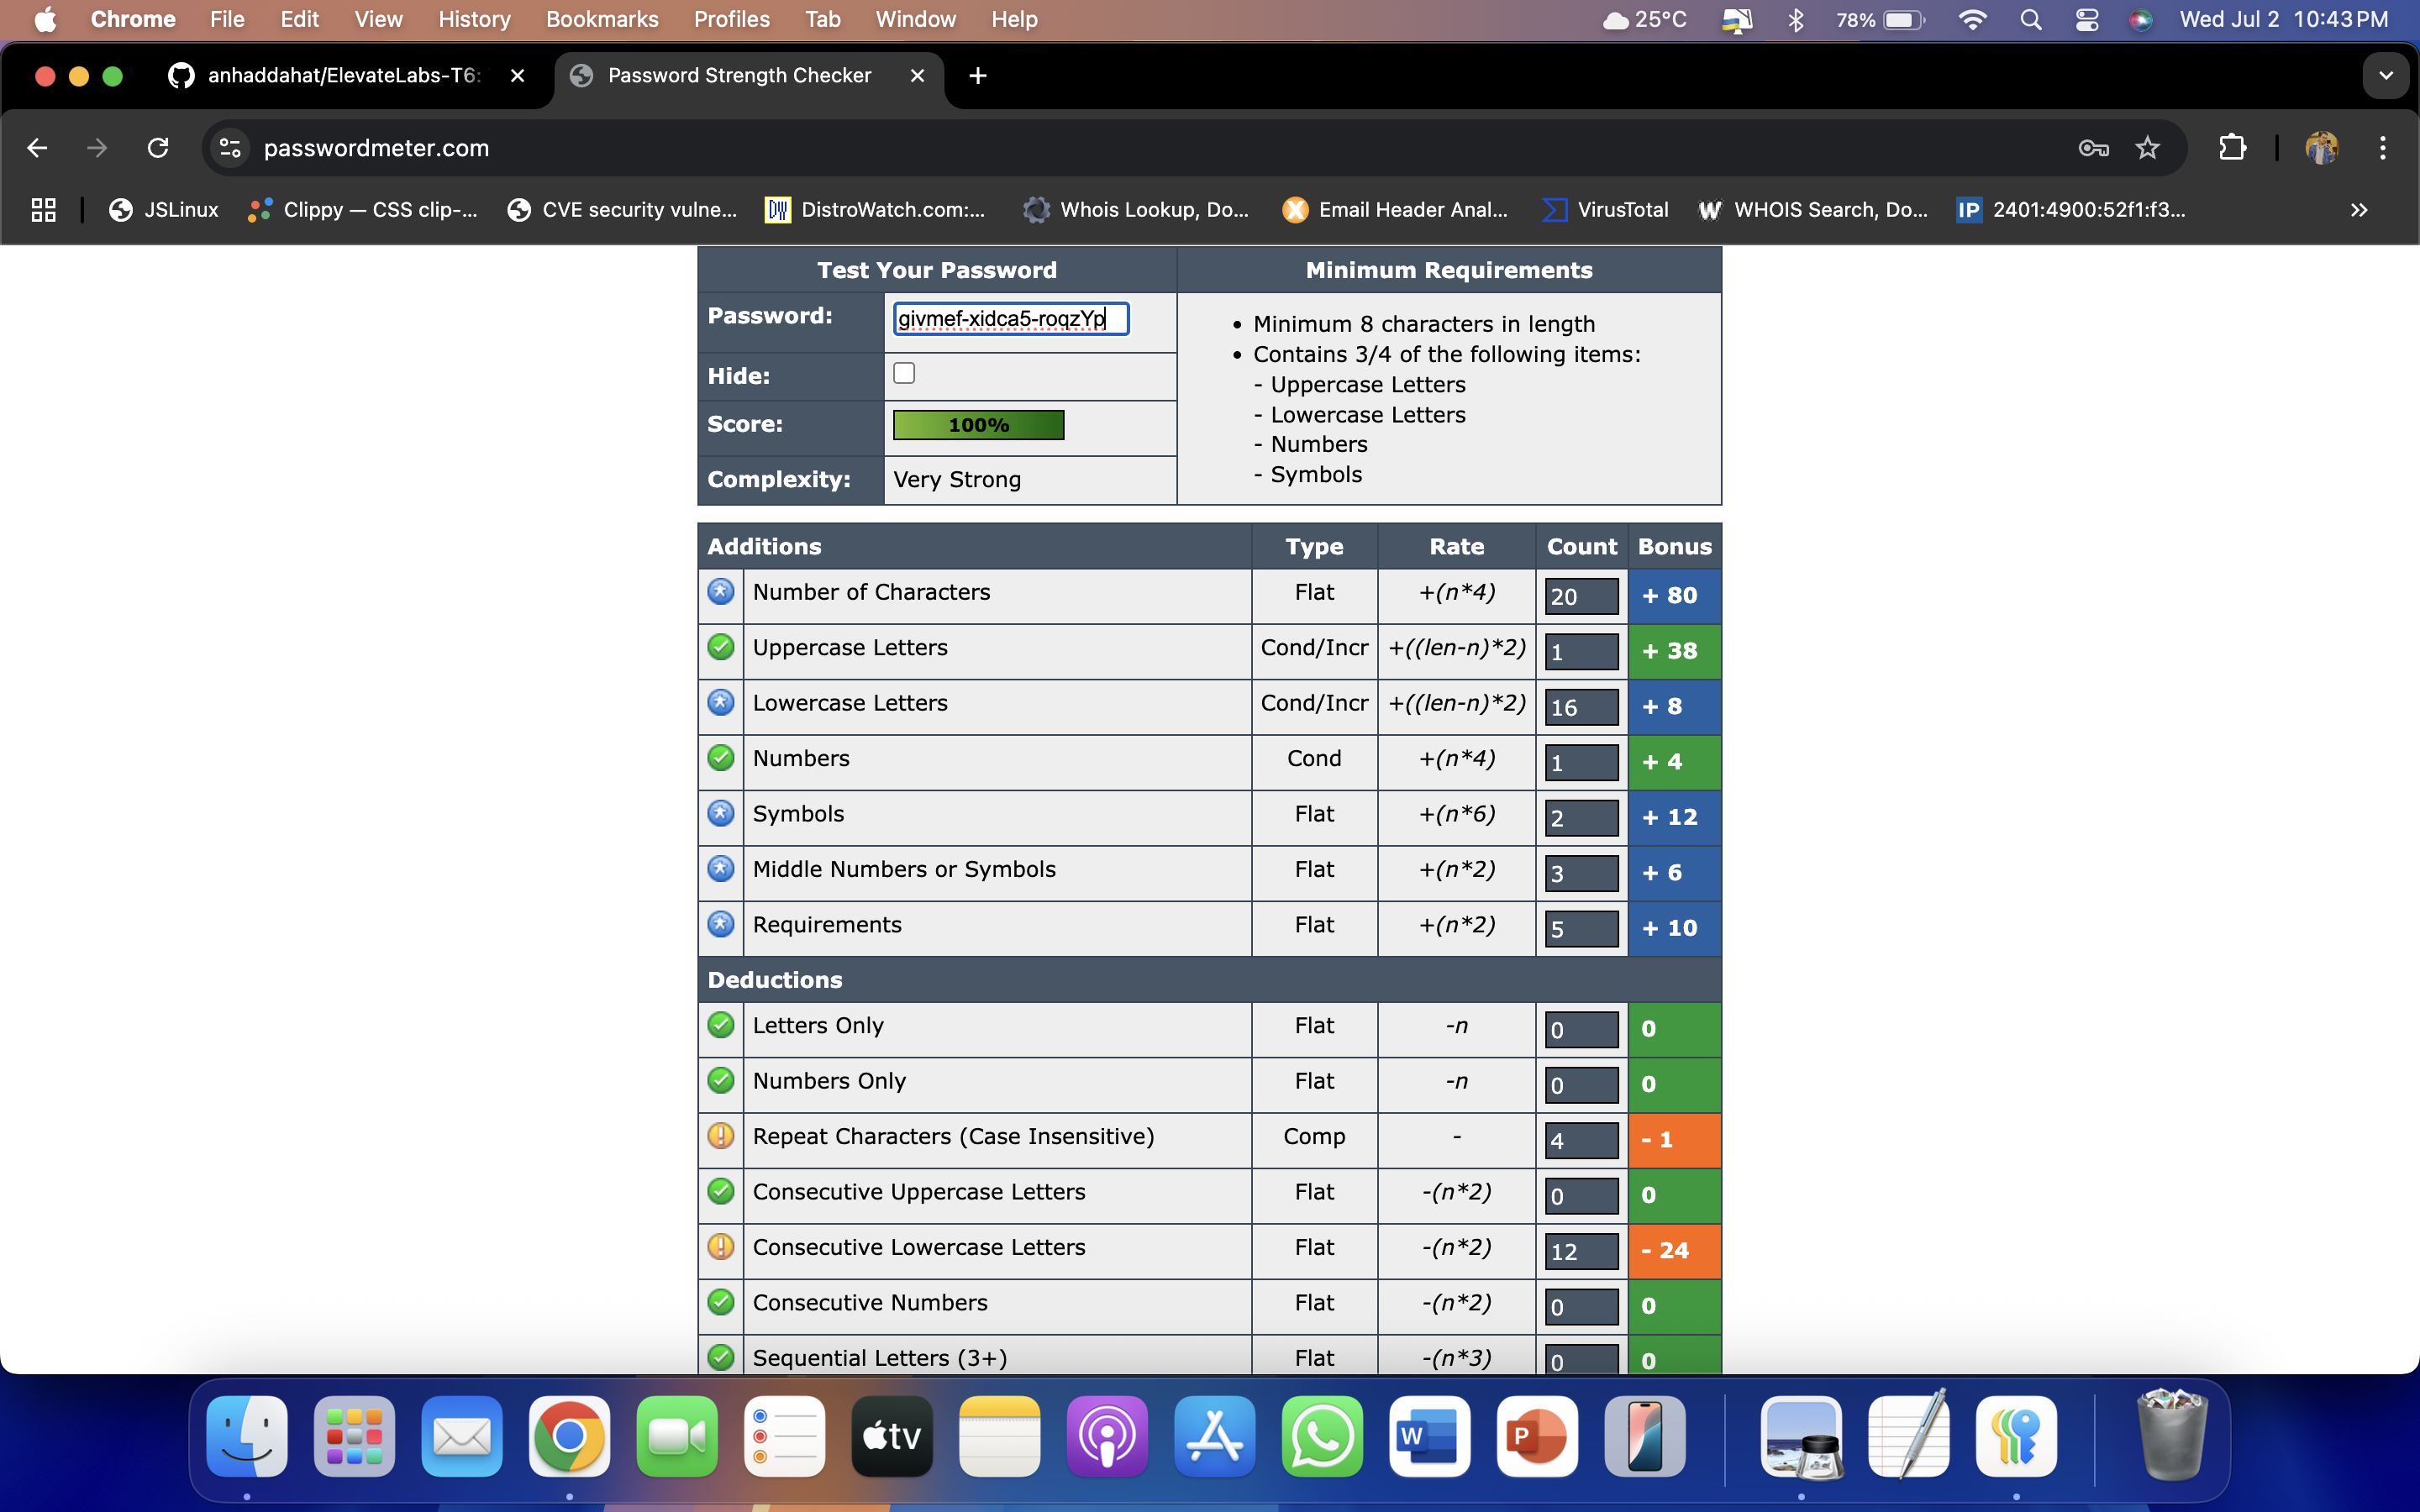 Chrome File Edit View History Bookmarks Profiles Tab Window Help 25°C 78% Wed Jul 2 10:43 PM
anhaddahat/ElevateLabs-T6: Password Strength Checker
passwordmeter.com
JSLinux Clippy — CSS clip-... CVE security vulne... DW DistroWatch.com:... Whois Lookup, Do... Email Header Anal... VirusTotal W WHOIS Search, Do... IP 2401:4900:52f1:f3...
Test Your Password Minimum Requirements
Password: givmef-xidca5-roqzYp
Hide:
Score: 100%
Complexity: Very Strong
• Minimum 8 characters in length
• Contains 3/4 of the following items:
- Uppercase Letters
- Lowercase Letters
- Numbers
- Symbols
Additions Type Rate Count Bonus
Number of Characters Flat +(n*4) 20 + 80
Uppercase Letters Cond/Incr +((len-n)*2) 1 + 38
Lowercase Letters Cond/Incr +((len-n)*2) 16 + 8
Numbers Cond +(n*4) 1 + 4
Symbols Flat +(n*6) 2 + 12
Middle Numbers or Symbols Flat +(n*2) 3 + 6
Requirements Flat +(n*2) 5 + 10
Deductions
Letters Only Flat -n 0 0
Numbers Only Flat -n 0 0
Repeat Characters (Case Insensitive) Comp - 4 - 1
Consecutive Uppercase Letters Flat -(n*2) 0 0
Consecutive Lowercase Letters Flat -(n*2) 12 - 24
Consecutive Numbers Flat -(n*2) 0 0
Sequential Letters (3+) Flat -(n*3) 0 0
tv W P